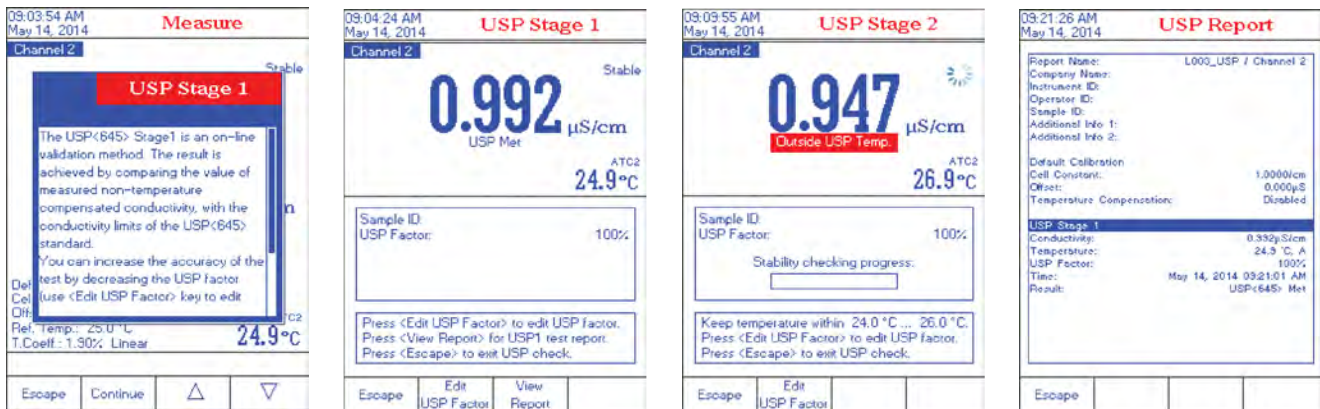 09:03:54 AM
May 14, 2014
Measure
Channel 2
Stable
USP Stage 1
The USP<645> Stage1 is an on-line
validation method. The result is
achieved by comparing the value of
measured non-temperature
compensated conductivity, with the
conductivity limits of the USP<645>
standard.
You can increase the accuracy of the
test by decreasing the USP factor
(use <Edit USP Factor> key to edit
Ref. Temp.: 25.0 °C
T.Coeff.: 1.90% Linear
24.9°C
Escape
Continue
09:04:24 AM
May 14, 2014
USP Stage 1
Channel 2
Stable
0.992 µS/cm
USP Met
ATC2
24.9°C
Sample ID:
USP Factor: 100%
Press <Edit USP Factor> to edit USP factor.
Press <View Report> for USP1 test report.
Press <Escape> to exit USP check.
Escape
Edit
USP Factor
View
Report
09:09:55 AM
May 14, 2014
USP Stage 2
Channel 2
0.947 µS/cm
Outside USP Temp.
ATC2
26.9°C
Sample ID:
USP Factor: 100%
Stability checking progress:
Keep temperature within 24.0 °C ... 26.0 °C.
Press <Edit USP Factor> to edit USP factor.
Press <Escape> to exit USP check.
Escape
Edit
USP Factor
09:21:26 AM
May 14, 2014
USP Report
Report Name: L003_USP / Channel 2
Company Name:
Instrument ID:
Operator ID:
Sample ID:
Additional Info 1:
Additional Info 2:
Default Calibration
Cell Constant: 1.0000/cm
Offset: 0.000µS
Temperature Compensation: Disabled
USP Stage 1
Conductivity: 0.992µS/cm
Temperature: 24.9 °C, A
USP Factor: 100%
Time: May 14, 2014 09:21:01 AM
Result: USP<645> Met
Escape